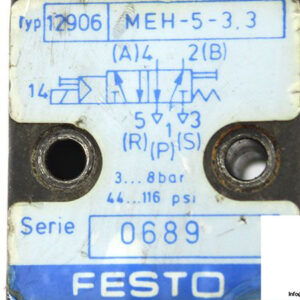 Typ 12906 MEH-5-3.3
(A)4 2(B)
14
5 3
(R) 1 (S)
(P)
3...8bar
44...116 psi
Serie 0689
FESTO